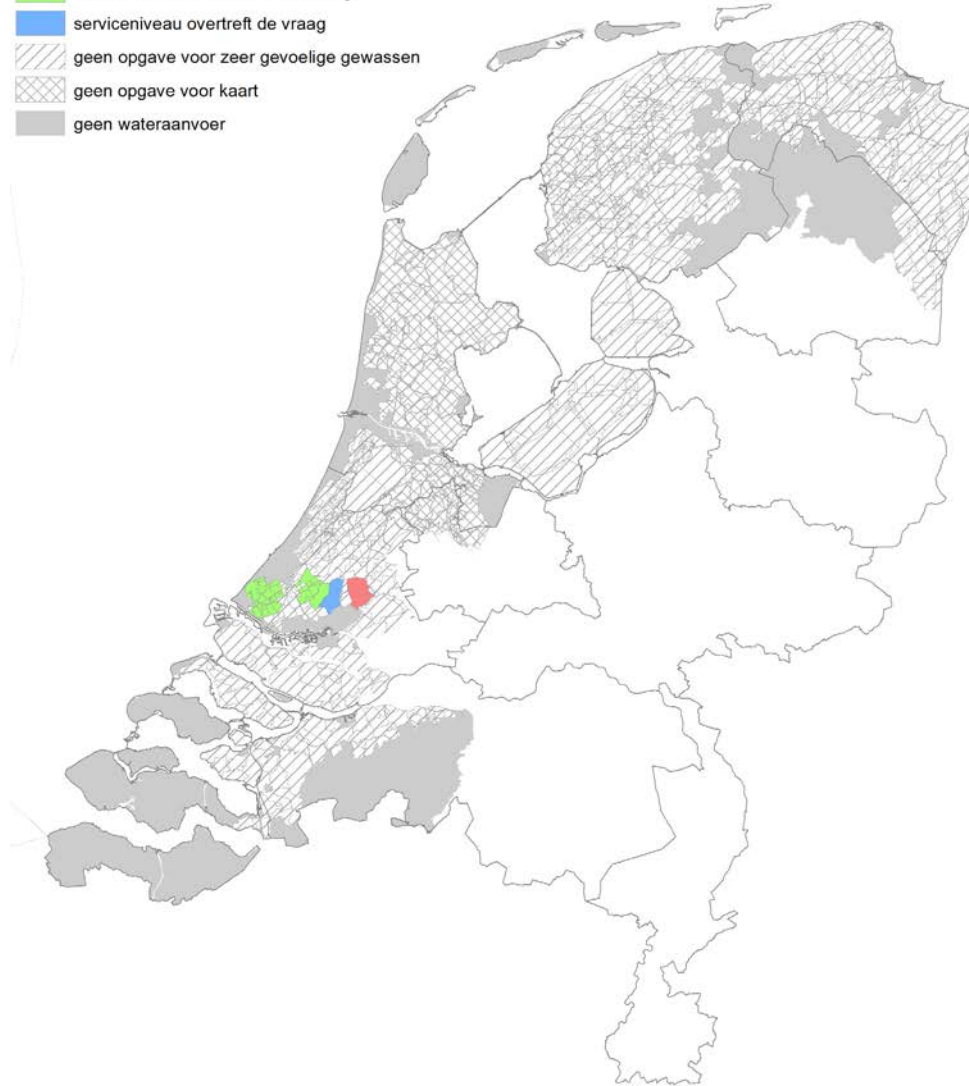 serviceniveau overtreft de vraag
geen opgave voor zeer gevoelige gewassen
geen opgave voor kaart
geen wateraanvoer